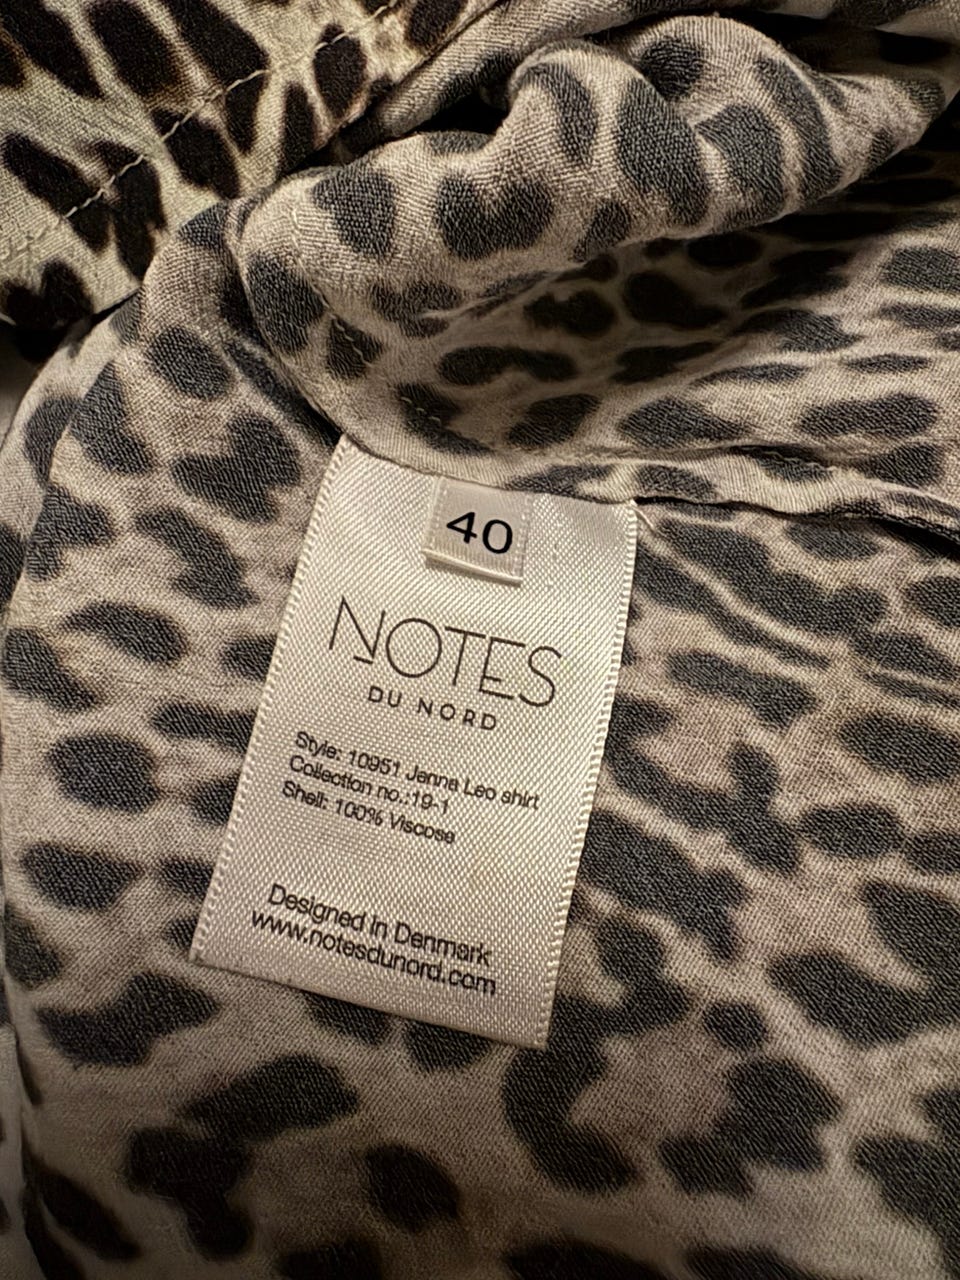 40
NOTES
DU NORD
Style: 10951 Jenna Leo shirt
Collection no.:19-1
Shell: 100% Viscose
Designed in Denmark
www.notesdunord.com